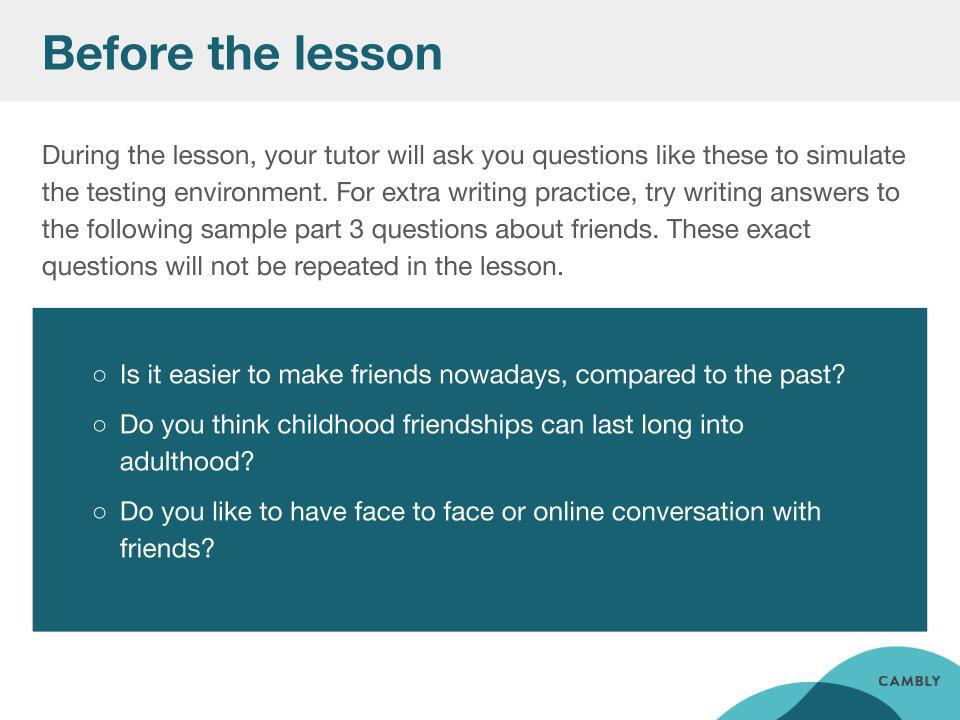 Before the lesson
During the lesson, your tutor will ask you questions like these to simulate
the testing environment. For extra writing practice, try writing answers to
the following sample part 3 questions about friends. These exact
questions will not be repeated in the lesson.
○ Is it easier to make friends nowadays, compared to the past?
○ Do you think childhood friendships can last long into
adulthood?
○ Do you like to have face to face or online conversation with
friends?
CAMBLY